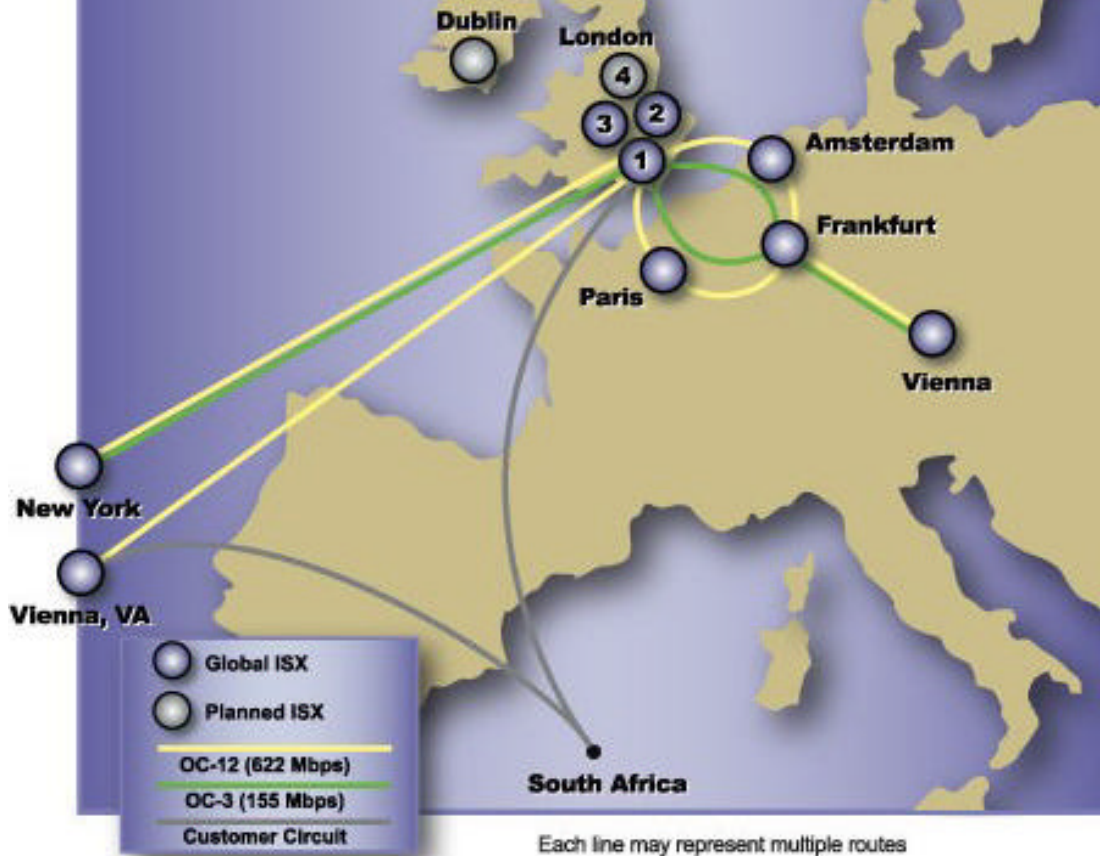 Dublin
London
4
2
3
1
Amsterdam
Frankfurt
Paris
Vienna
New York
Vienna, VA
Global ISX
Planned ISX
OC-12 (622 Mbps)
OC-3 (155 Mbps)
Customer Circuit
South Africa
Each line may represent multiple routes